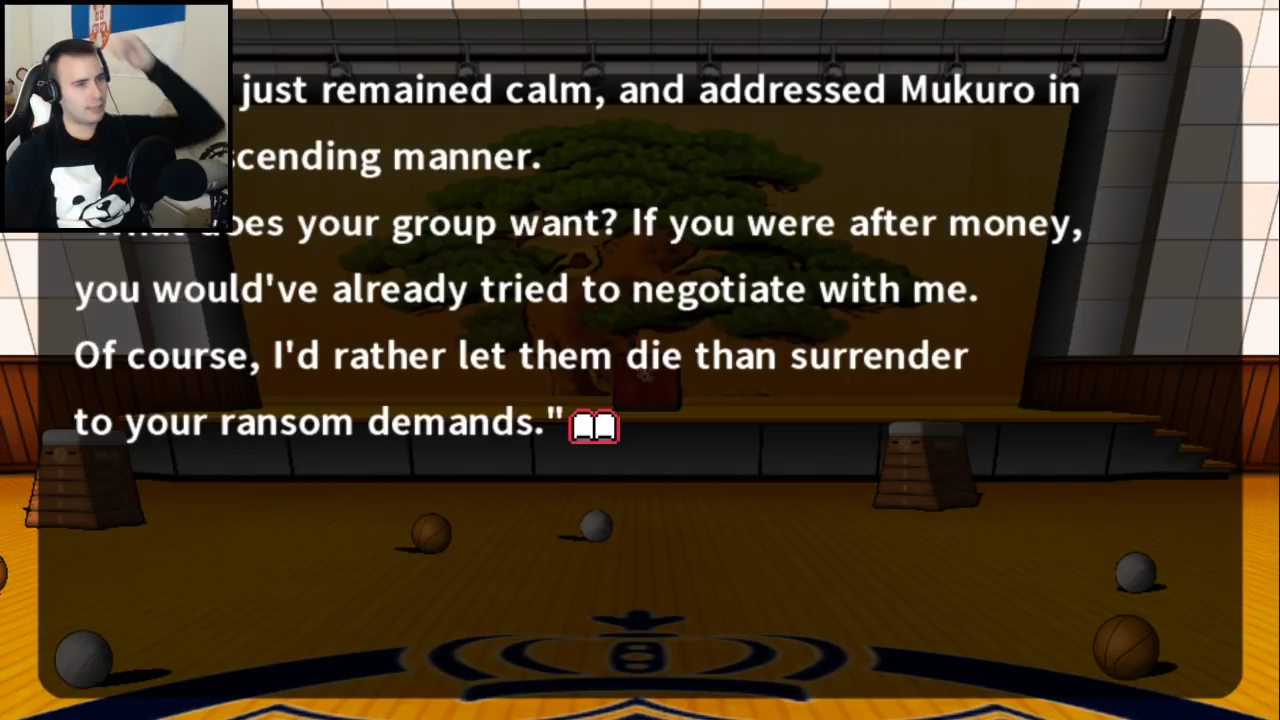 just remained calm, and addressed Mukuro in
scending manner.
does your group want? If you were after money,
you would've already tried to negotiate with me.
Of course, I'd rather let them die than surrender
to your ransom demands."